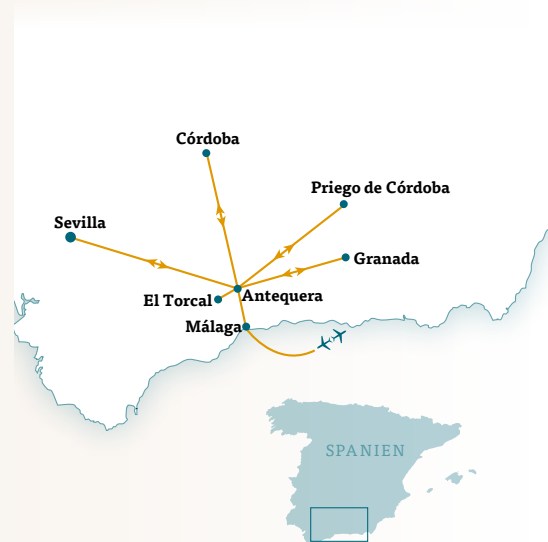 Córdoba
Priego de Córdoba
Sevilla
Granada
El Torcal
Antequera
Málaga
SPANIEN